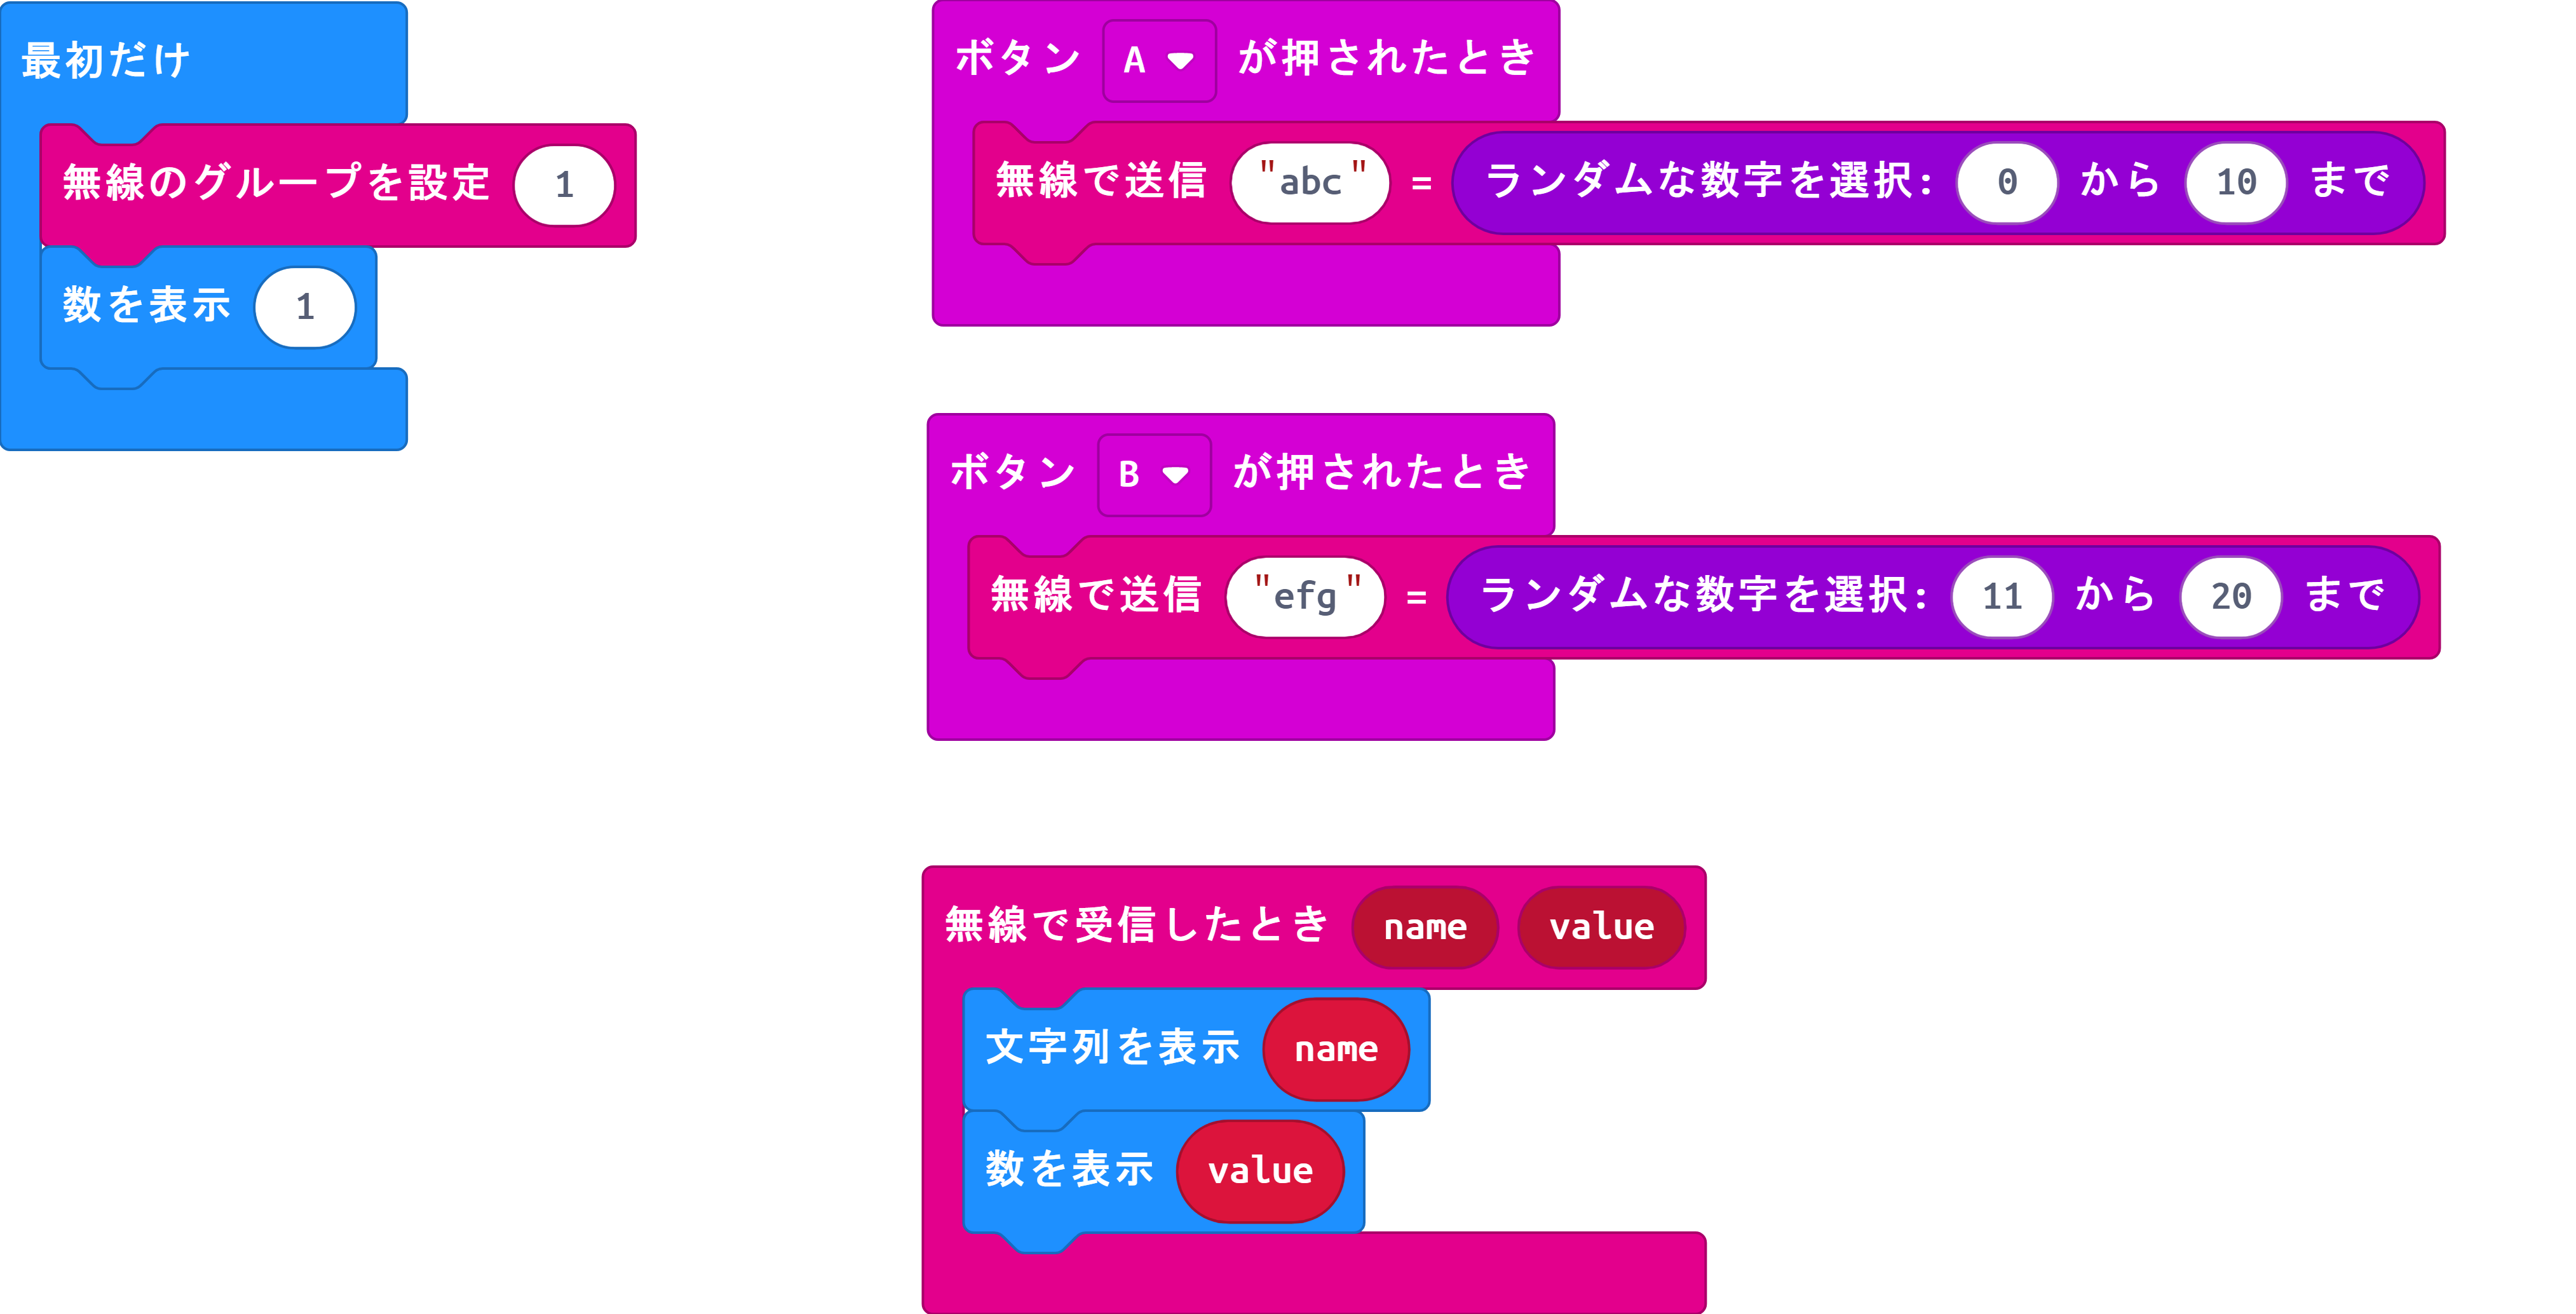 最初だけ
無線のグループを設定 1
数を表示 1
ボタン A が押されたとき
無線で送信 "abc" = ランダムな数字を選択: 0 から 10 まで
ボタン B が押されたとき
無線で送信 "efg" = ランダムな数字を選択: 11 から 20 まで
無線で受信したとき name value
文字列を表示 name
数を表示 value